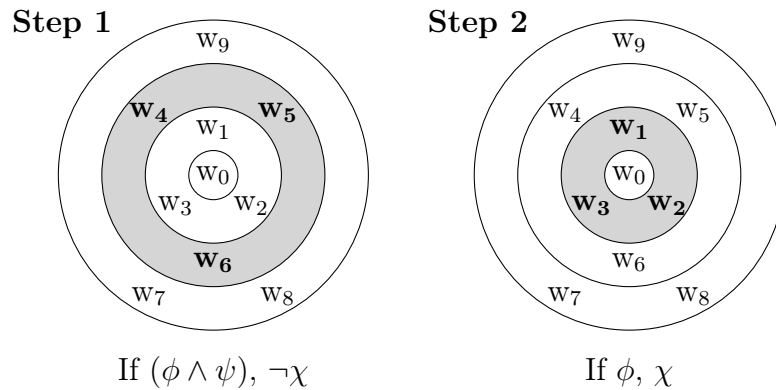 Step 1
w₉
w₄ w₅
w₁
w₀
w₃ w₂
w₆
w₇ w₈
If (ϕ ∧ ψ), ¬χ
Step 2
w₉
w₄ w₅
w₁
w₀
w₃ w₂
w₆
w₇ w₈
If ϕ, χ